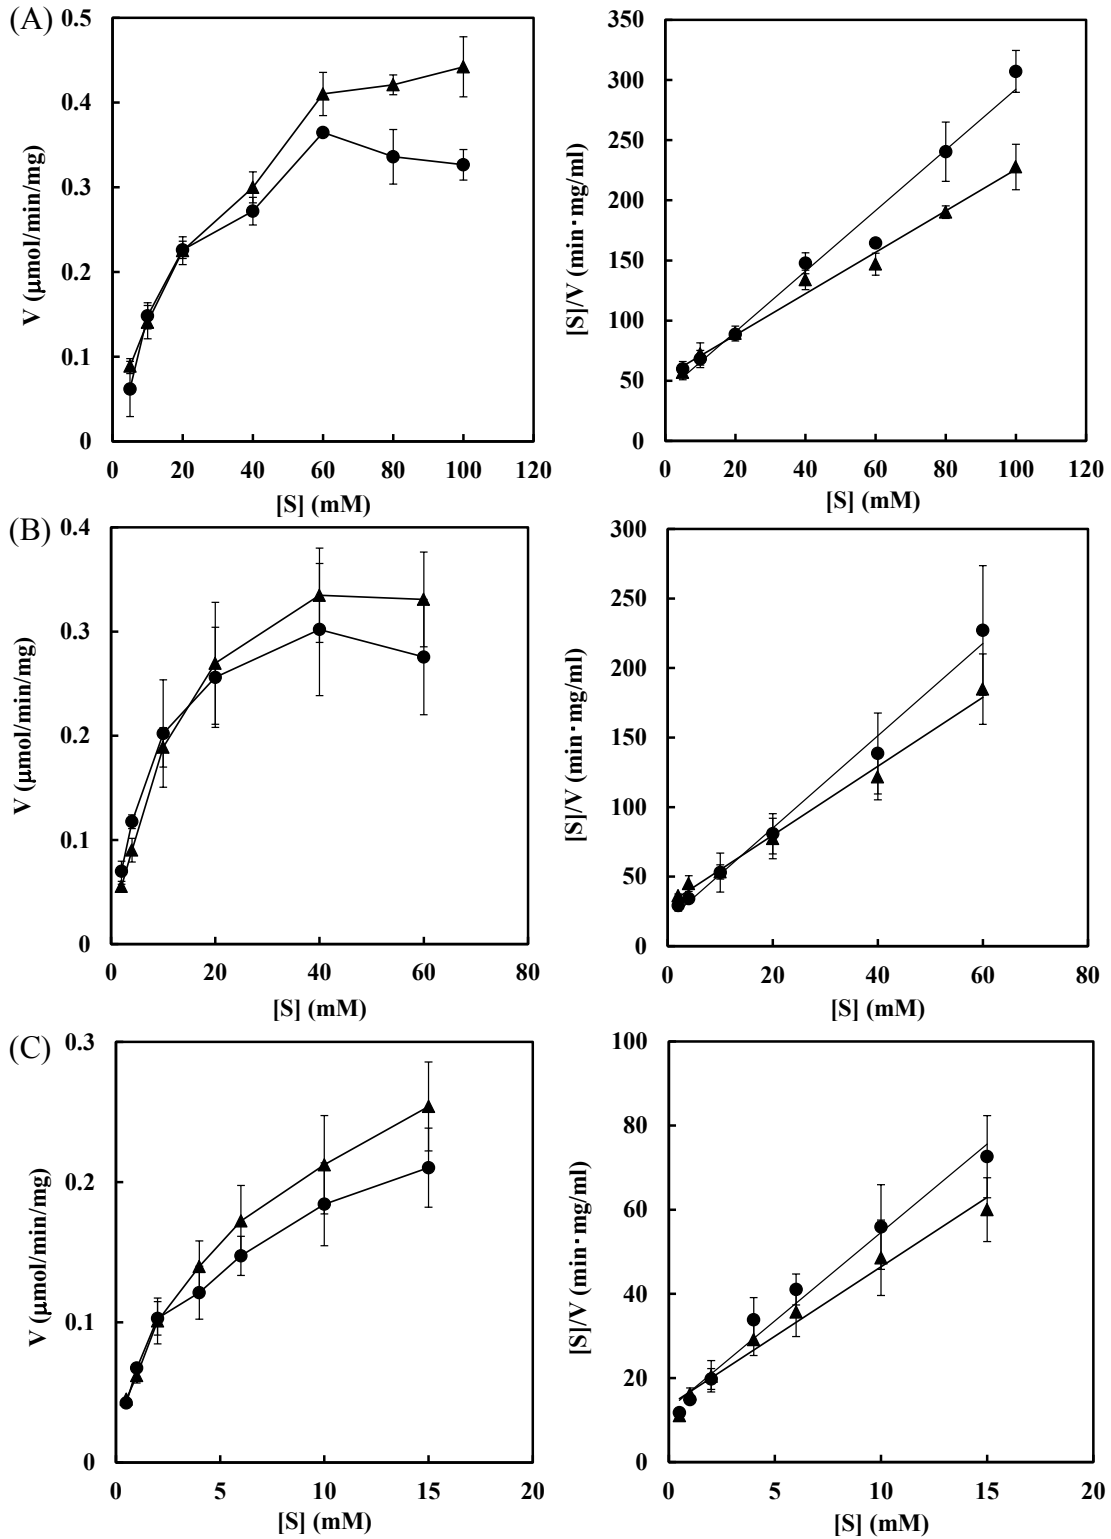 (A)
0.5
0.4
0.3
0.2
0.1
0
V (μmol/min/mg)
0 20 40 60 80 100 120
[S] (mM)
350
300
250
200
150
100
50
0
[S]/V (min·mg/ml)
0 20 40 60 80 100 120
[S] (mM)
(B)
0.4
0.3
0.2
0.1
0
V (μmol/min/mg)
0 20 40 60 80
[S] (mM)
300
250
200
150
100
50
0
[S]/V (min·mg/ml)
0 20 40 60 80
[S] (mM)
(C)
0.3
0.2
0.1
0
V (μmol/min/mg)
0 5 10 15 20
[S] (mM)
100
80
60
40
20
0
[S]/V (min·mg/ml)
0 5 10 15 20
[S] (mM)